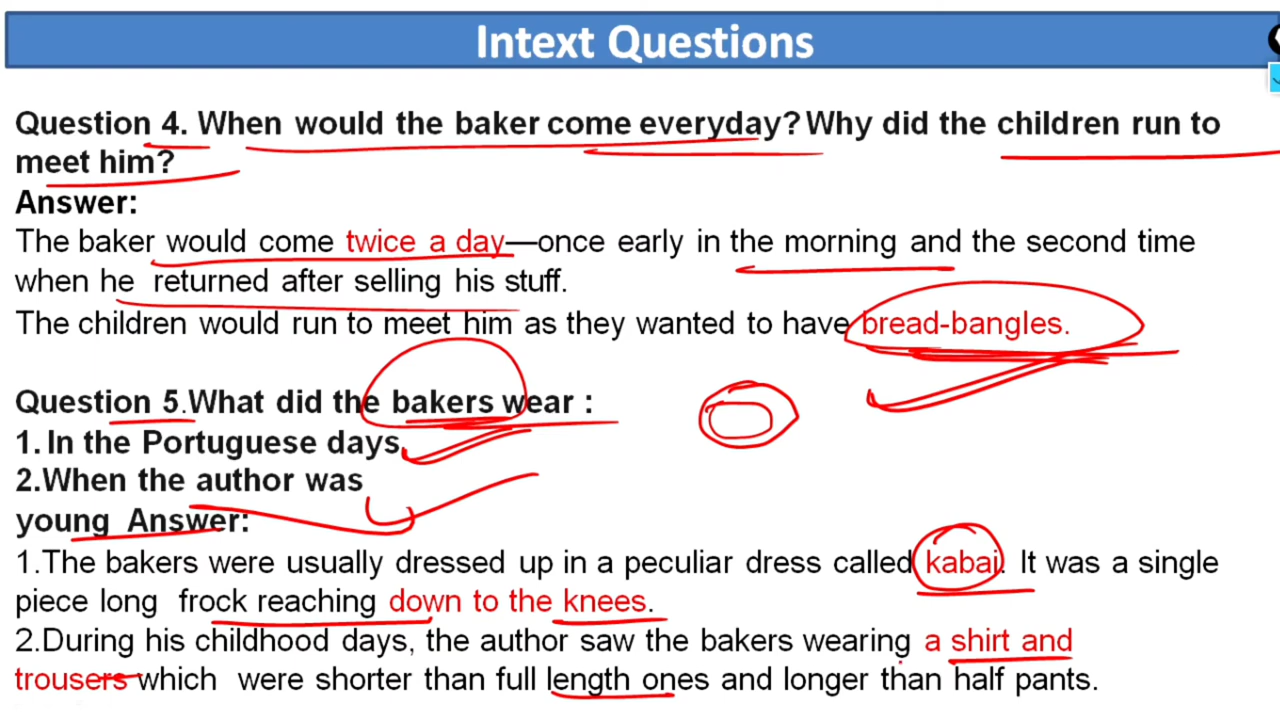 Intext Questions
Question 4. When would the baker come everyday? Why did the children run to
meet him?
Answer:
The baker would come twice a day—once early in the morning and the second time
when he returned after selling his stuff.
The children would run to meet him as they wanted to have bread-bangles.
Question 5.What did the bakers wear :
1. In the Portuguese days
2.When the author was
young Answer:
1.The bakers were usually dressed up in a peculiar dress called kabai. It was a single
piece long frock reaching down to the knees.
2.During his childhood days, the author saw the bakers wearing a shirt and
trousers which were shorter than full length ones and longer than half pants.